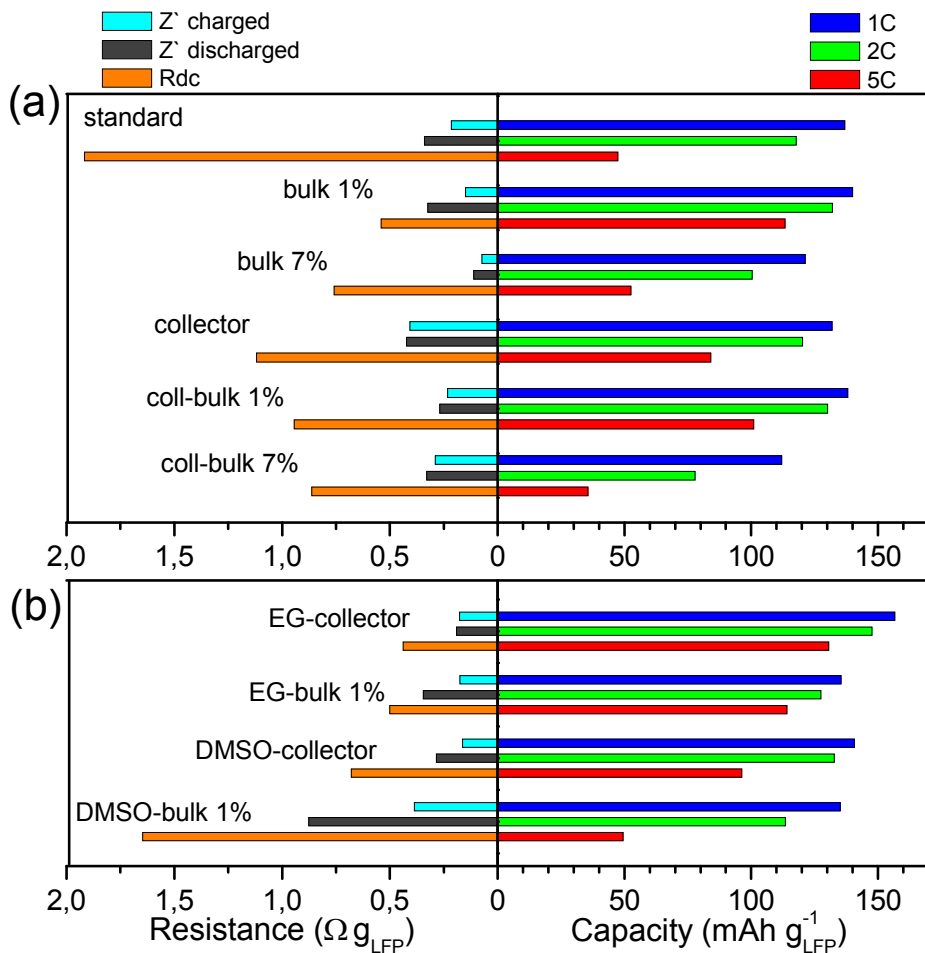 Z` charged
Z` discharged
Rdc
1C
2C
5C
(a)
standard
bulk 1%
bulk 7%
collector
coll-bulk 1%
coll-bulk 7%
2,0 1,5 1,0 0,5 0 50 100 150
(b)
EG-collector
EG-bulk 1%
DMSO-collector
DMSO-bulk 1%
2,0 1,5 1,0 0,5 0 50 100 150
Resistance (Ω g_LFP) Capacity (mAh g⁻¹_LFP)